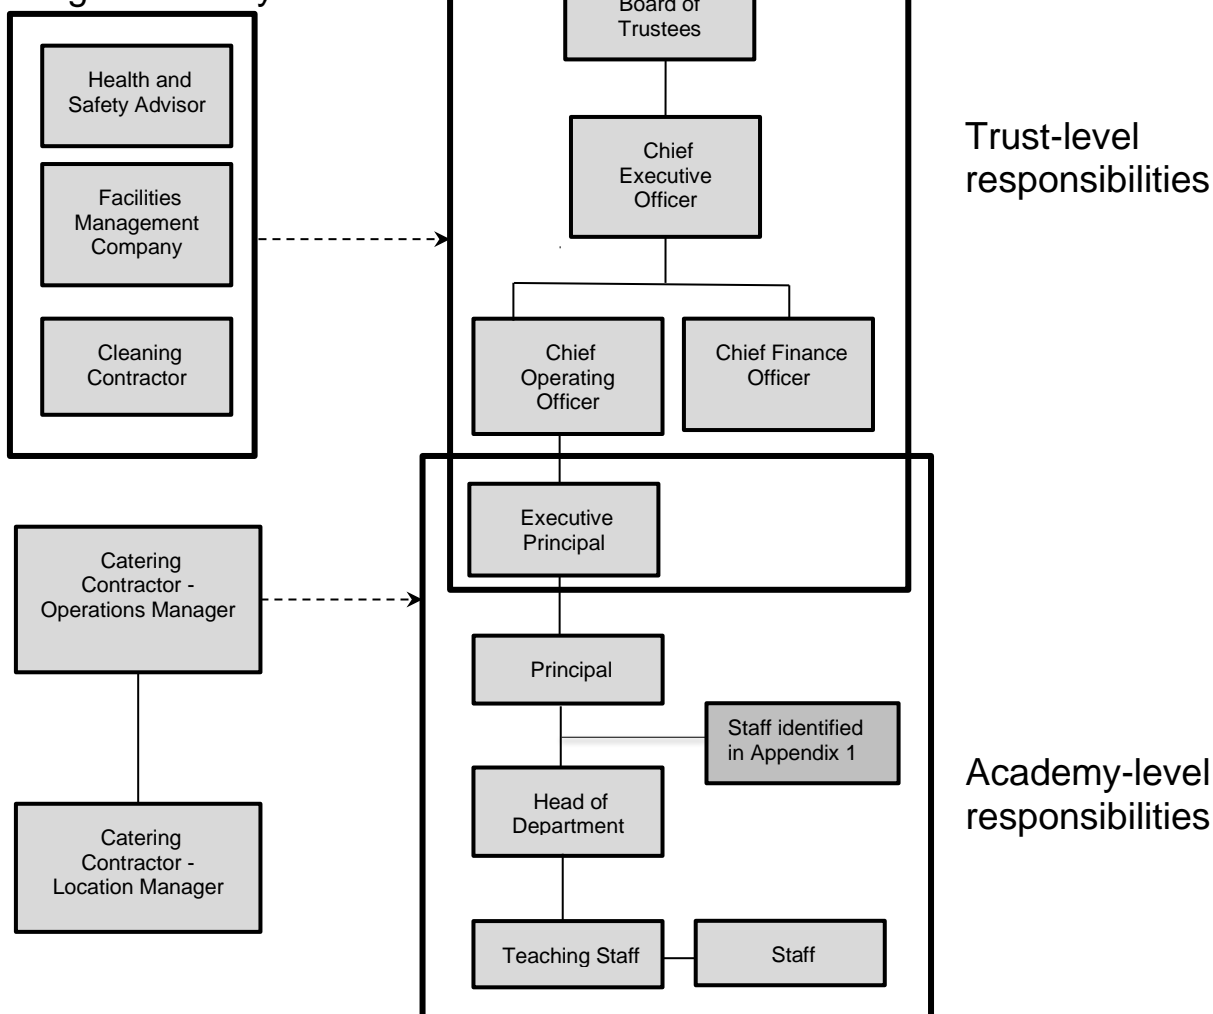 Board of
Trustees
Health and
Safety Advisor
Facilities
Management
Company
Cleaning
Contractor
Chief
Executive
Officer
Trust-level
responsibilities
Chief
Operating
Officer
Chief Finance
Officer
Executive
Principal
Catering
Contractor -
Operations Manager
Principal
Staff identified
in Appendix 1
Head of
Department
Academy-level
responsibilities
Catering
Contractor -
Location Manager
Teaching Staff
Staff